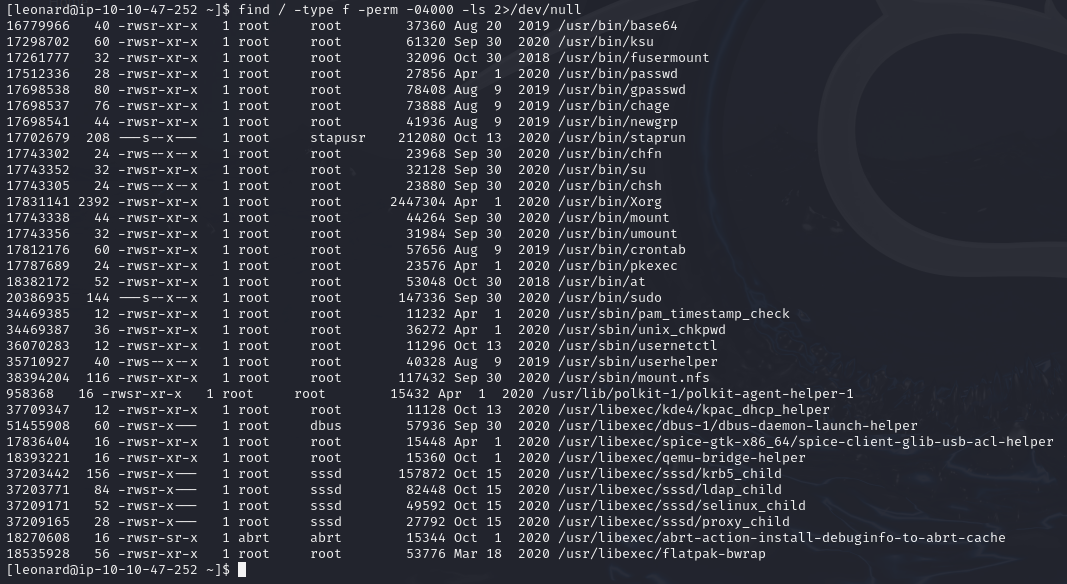 [leonard@ip-10-10-47-252 ~]$ find / -type f -perm -04000 -ls 2>/dev/null
16779966   40 -rwsr-xr-x   1 root     root        37360 Aug 20  2019 /usr/bin/base64
17298702   60 -rwsr-xr-x   1 root     root        61320 Sep 30  2020 /usr/bin/ksu
17261777   32 -rwsr-xr-x   1 root     root        32096 Oct 30  2018 /usr/bin/fusermount
17512336   28 -rwsr-xr-x   1 root     root        27856 Apr  1  2020 /usr/bin/passwd
17698538   80 -rwsr-xr-x   1 root     root        78408 Aug  9  2019 /usr/bin/gpasswd
17698537   76 -rwsr-xr-x   1 root     root        73888 Aug  9  2019 /usr/bin/chage
17698541   44 -rwsr-xr-x   1 root     root        41936 Aug  9  2019 /usr/bin/newgrp
17702679  208 ---s--x---   1 root     stapusr    212080 Oct 13  2020 /usr/bin/staprun
17743302   24 -rws--x--x   1 root     root        23968 Sep 30  2020 /usr/bin/chfn
17743352   32 -rwsr-xr-x   1 root     root        32128 Sep 30  2020 /usr/bin/su
17743305   24 -rws--x--x   1 root     root        23880 Sep 30  2020 /usr/bin/chsh
17831141 2392 -rwsr-xr-x   1 root     root      2447304 Apr  1  2020 /usr/bin/Xorg
17743338   44 -rwsr-xr-x   1 root     root        44264 Sep 30  2020 /usr/bin/mount
17743356   32 -rwsr-xr-x   1 root     root        31984 Sep 30  2020 /usr/bin/umount
17812176   60 -rwsr-xr-x   1 root     root        57656 Aug  9  2019 /usr/bin/crontab
17787689   24 -rwsr-xr-x   1 root     root        23576 Apr  1  2020 /usr/bin/pkexec
18382172   52 -rwsr-xr-x   1 root     root        53048 Oct 30  2018 /usr/bin/at
20386935  144 ---s--x--x   1 root     root       147336 Sep 30  2020 /usr/bin/sudo
34469385   12 -rwsr-xr-x   1 root     root        11232 Apr  1  2020 /usr/sbin/pam_timestamp_check
34469387   36 -rwsr-xr-x   1 root     root        36272 Apr  1  2020 /usr/sbin/unix_chkpwd
36070283   12 -rwsr-xr-x   1 root     root        11296 Oct 13  2020 /usr/sbin/usernetctl
35710927   40 -rws--x--x   1 root     root        40328 Aug  9  2019 /usr/sbin/userhelper
38394204  116 -rwsr-xr-x   1 root     root       117432 Sep 30  2020 /usr/sbin/mount.nfs
958368   16 -rwsr-xr-x   1 root     root        15432 Apr  1  2020 /usr/lib/polkit-1/polkit-agent-helper-1
37709347   12 -rwsr-xr-x   1 root     root        11128 Oct 13  2020 /usr/libexec/kde4/kpac_dhcp_helper
51455908   60 -rwsr-x---   1 root     dbus        57936 Sep 30  2020 /usr/libexec/dbus-1/dbus-daemon-launch-helper
17836404   16 -rwsr-xr-x   1 root     root        15448 Apr  1  2020 /usr/libexec/spice-gtk-x86_64/spice-client-glib-usb-acl-helper
18393221   16 -rwsr-xr-x   1 root     root        15360 Oct  1  2020 /usr/libexec/qemu-bridge-helper
37203442  156 -rwsr-x---   1 root     sssd       157872 Oct 15  2020 /usr/libexec/sssd/krb5_child
37203771   84 -rwsr-x---   1 root     sssd        82448 Oct 15  2020 /usr/libexec/sssd/ldap_child
37209171   52 -rwsr-x---   1 root     sssd        49592 Oct 15  2020 /usr/libexec/sssd/selinux_child
37209165   28 -rwsr-x---   1 root     sssd        27792 Oct 15  2020 /usr/libexec/sssd/proxy_child
18270608   16 -rwsr-sr-x   1 abrt     abrt        15344 Oct  1  2020 /usr/libexec/abrt-action-install-debuginfo-to-abrt-cache
18535928   56 -rwsr-xr-x   1 root     root        53776 Mar 18  2020 /usr/libexec/flatpak-bwrap
[leonard@ip-10-10-47-252 ~]$